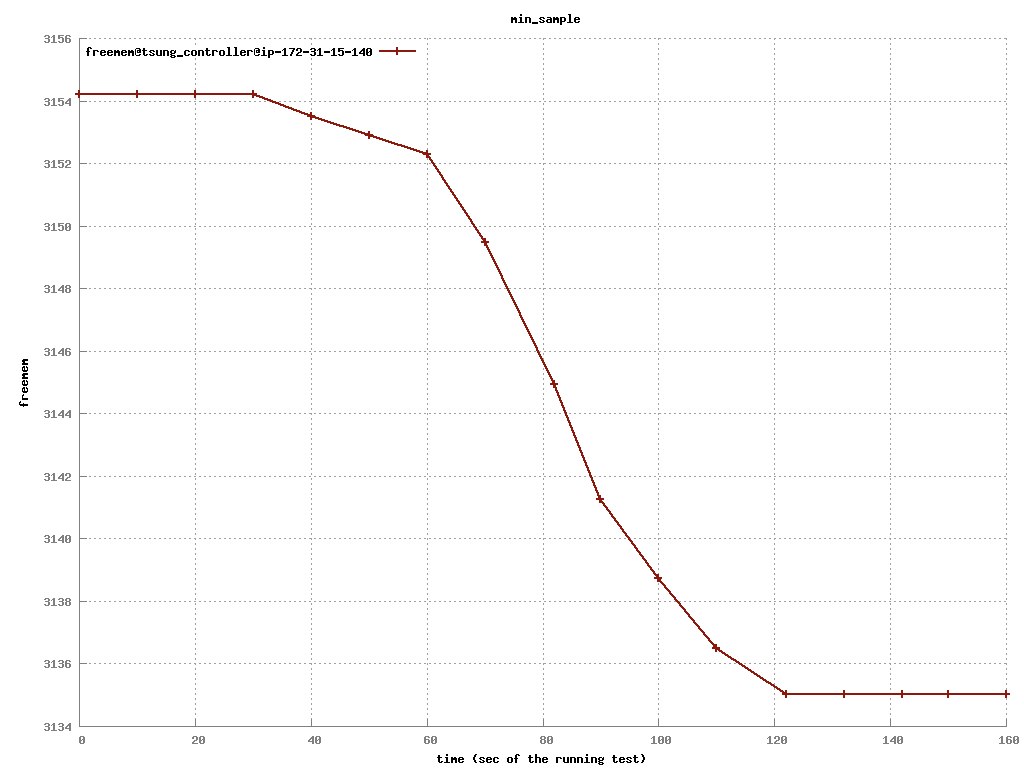 min_sample
3156
freemem@tsung_controller@ip-172-31-15-140
3154
3152
3150
3148
3146
freemem
3144
3142
3140
3138
3136
3134
0 20 40 60 80 100 120 140 160
time (sec of the running test)